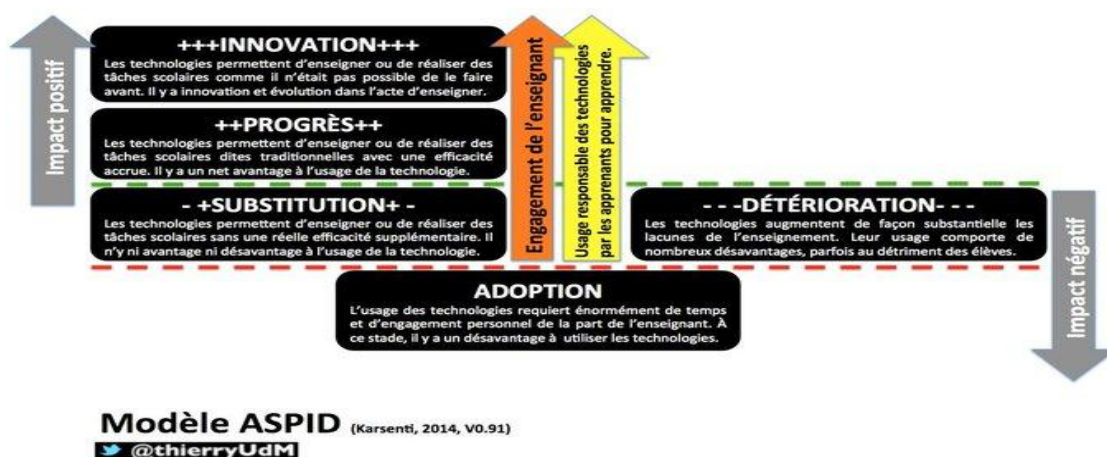 Impact positif
+++INNOVATION+++
Les technologies permettent d'enseigner ou de réaliser des
tâches scolaires comme il n'était pas possible de le faire
avant. Il y a innovation et évolution dans l'acte d'enseigner.
++PROGRÈS++
Les technologies permettent d'enseigner ou de réaliser des
tâches scolaires dites traditionnelles avec une efficacité
accrue. Il y a un net avantage à l'usage de la technologie.
- +SUBSTITUTION+ -
Les technologies permettent d'enseigner ou de réaliser des
tâches scolaires sans une réelle efficacité supplémentaire. Il
n'y ni avantage ni désavantage à l'usage de la technologie.
Engagement de l'enseignant
Usage responsable des technologies
par les apprenants pour apprendre.
- - -DÉTÉRIORATION- - -
Les technologies augmentent de façon substantielle les
lacunes de l'enseignement. Leur usage comporte de
nombreux désavantages, parfois au détriment des élèves.
Impact négatif
ADOPTION
L'usage des technologies requiert énormément de temps
et d'engagement personnel de la part de l'enseignant. À
ce stade, il y a un désavantage à utiliser les technologies.
Modèle ASPID (Karsenti, 2014, V0.91)
@thierryUdM